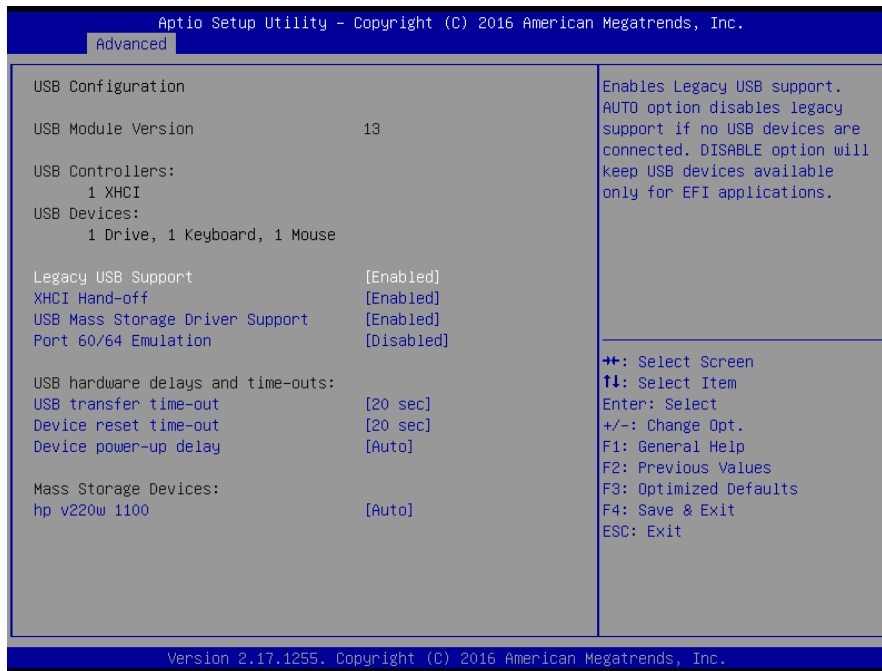 Aptio Setup Utility – Copyright (C) 2016 American Megatrends, Inc.
Advanced
USB Configuration
USB Module Version 13
USB Controllers:
1 XHCI
USB Devices:
1 Drive, 1 Keyboard, 1 Mouse
Legacy USB Support [Enabled]
XHCI Hand-off [Enabled]
USB Mass Storage Driver Support [Enabled]
Port 60/64 Emulation [Disabled]
USB hardware delays and time-outs:
USB transfer time-out [20 sec]
Device reset time-out [20 sec]
Device power-up delay [Auto]
Mass Storage Devices:
hp v220w 1100 [Auto]
Enables Legacy USB support.
AUTO option disables legacy
support if no USB devices are
connected. DISABLE option will
keep USB devices available
only for EFI applications.
→←: Select Screen
↑↓: Select Item
Enter: Select
+/-: Change Opt.
F1: General Help
F2: Previous Values
F3: Optimized Defaults
F4: Save & Exit
ESC: Exit
Version 2.17.1255. Copyright (C) 2016 American Megatrends, Inc.